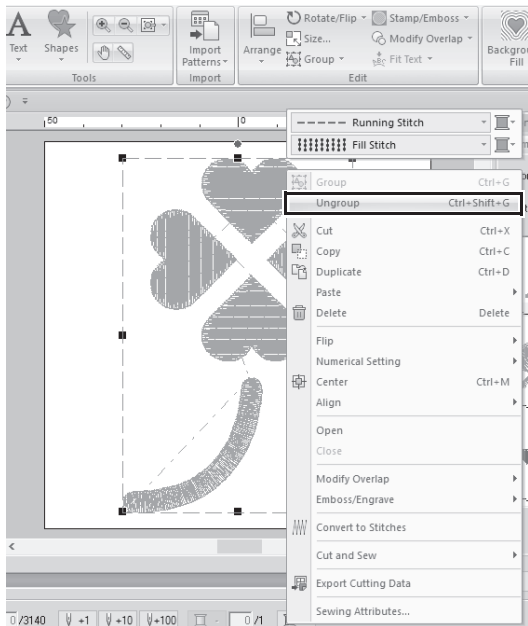 Rotate/Flip
Stamp/Emboss
Size...
Modify Overlap
Group
Fit Text
Text
Shapes
Import
Patterns
Arrange
Backgrou
Fill
Tools
Import
Edit
50
0
Running Stitch
Fill Stitch
Group Ctrl+G
Ungroup Ctrl+Shift+G
Cut Ctrl+X
Copy Ctrl+C
Duplicate Ctrl+D
Paste
Delete Delete
Flip
Numerical Setting
Center Ctrl+M
Align
Open
Close
Modify Overlap
Emboss/Engrave
Convert to Stitches
Cut and Sew
Export Cutting Data
Sewing Attributes...
0/3140 +1 +10 +100 0/1